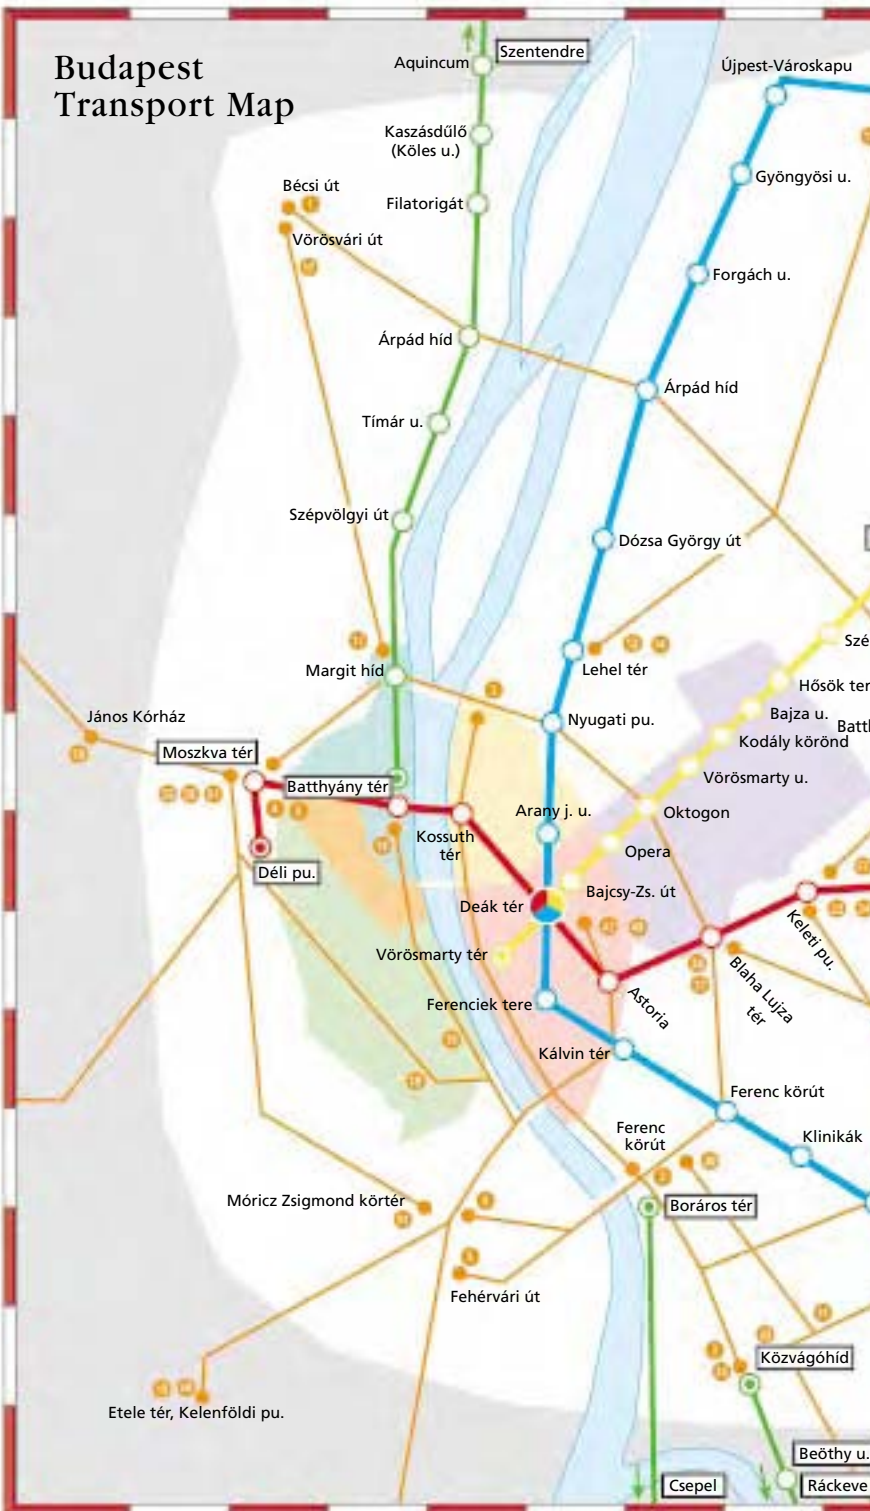 Budapest
Transport Map
Szentendre
Aquincum
Újpest-Városkapu
Kaszásdűlő
(Köles u.)
Gyöngyösi u.
Bécsi út
Filatorigát
Vörösvári út
Forgách u.
Árpád híd
Árpád híd
Tímár u.
Szépvölgyi út
Dózsa György út
Szé
Margit híd
Lehel tér
Hősök ter
János Kórház
Nyugati pu.
Bajza u.
Batth
Kodály körönd
Moszkva tér
Vörösmarty u.
Batthyány tér
Arany j. u.
Oktogon
Kossuth
tér
Opera
Déli pu.
Bajcsy-Zs. út
Deák tér
Keleti pu.
Vörösmarty tér
Blaha Lujza
tér
Astoria
Ferenciek tere
Kálvin tér
Ferenc körút
Ferenc
körút
Klinikák
Móricz Zsigmond körtér
Boráros tér
Fehérvári út
Közvágóhíd
Etele tér, Kelenföldi pu.
Beöthy u.
Csepel
Ráckeve